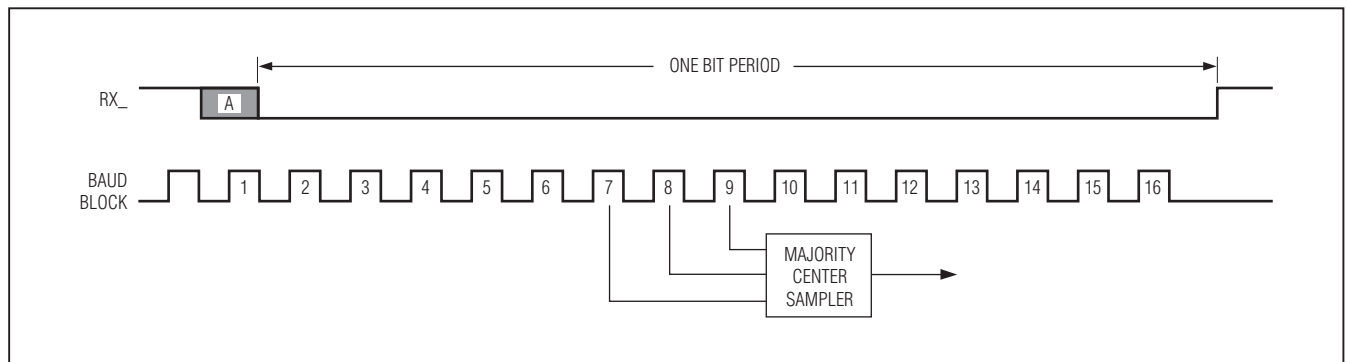 ONE BIT PERIOD
RX_
A
BAUD
BLOCK
1 2 3 4 5 6 7 8 9 10 11 12 13 14 15 16
MAJORITY
CENTER
SAMPLER